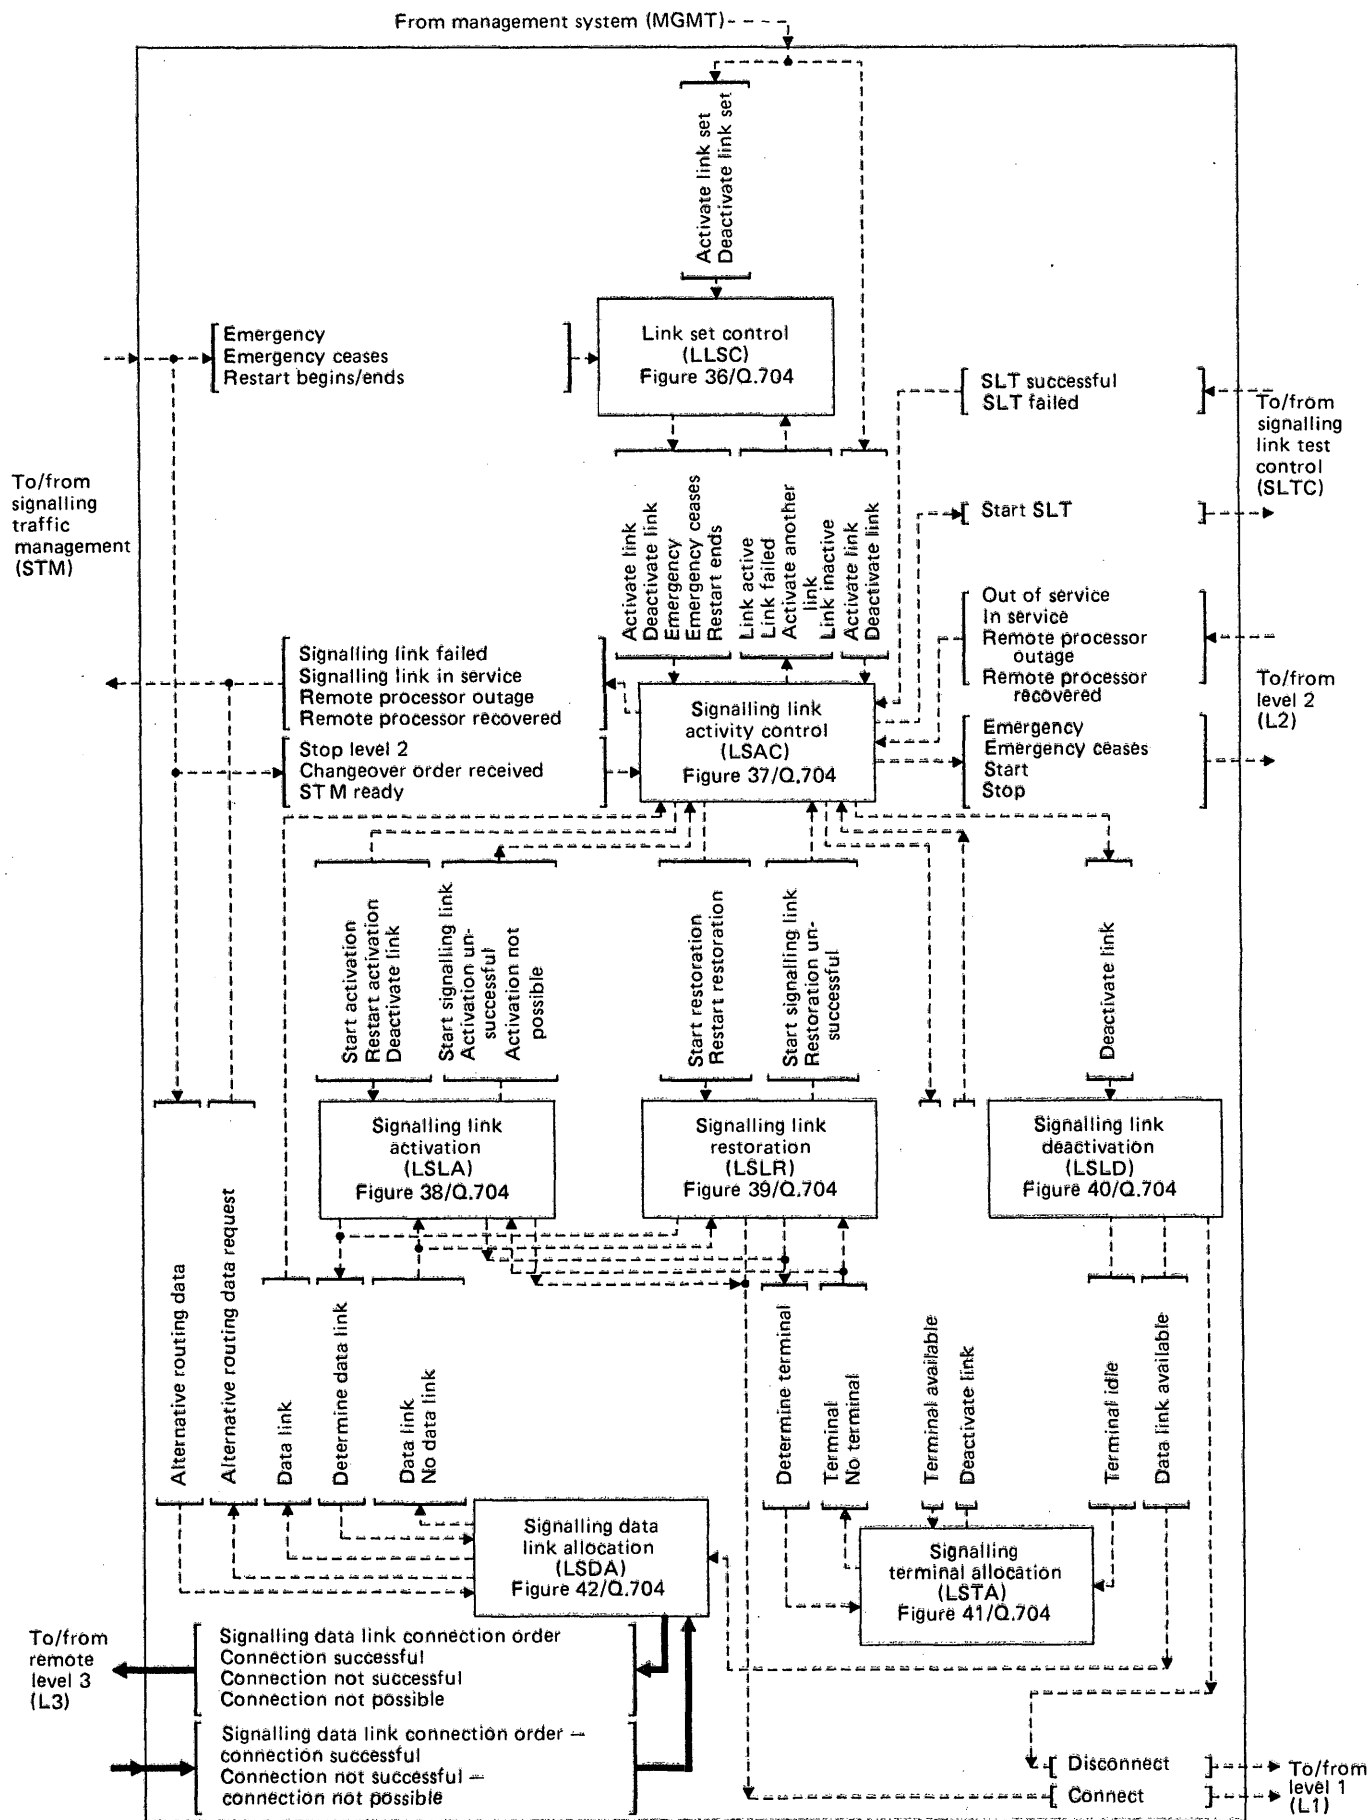 From management system (MGMT)
Activate link set
Deactivate link set
Emergency
Emergency ceases
Restart begins/ends
Link set control
(LLSC)
Figure 36/Q.704
SLT successful
SLT failed
To/from
signalling
link test
control
(SLTC)
To/from
signalling
traffic
management
(STM)
Start SLT
Activate link
Deactivate link
Emergency
Emergency ceases
Restart ends
Link active
Link failed
Activate another
link
Link inactive
Activate link
Deactivate link
Out of service
In service
Remote processor
outage
Remote processor
recovered
To/from
level 2
(L2)
Signalling link failed
Signalling link in service
Remote processor outage
Remote processor recovered
Stop level 2
Changeover order received
STM ready
Signalling link
activity control
(LSAC)
Figure 37/Q.704
Emergency
Emergency ceases
Start
Stop
Start activation
Restart activation
Deactivate link
Start signalling link
Activation un-
successful
Activation not
possible
Start restoration
Restart restoration
Start signalling link
Restoration un-
successful
Deactivate link
Signalling link
activation
(LSLA)
Figure 38/Q.704
Signalling link
restoration
(LSLR)
Figure 39/Q.704
Signalling link
deactivation
(LSLD)
Figure 40/Q.704
Alternative routing data
Alternative routing data request
Data link
Determine data link
Data link
No data link
Determine terminal
Terminal
No terminal
Terminal available
Deactivate link
Terminal idle
Data link available
Signalling data
link allocation
(LSDA)
Figure 42/Q.704
Signalling
terminal allocation
(LSTA)
Figure 41/Q.704
To/from
remote
level 3
(L3)
Signalling data link connection order
Connection successful
Connection not successful
Connection not possible
Signalling data link connection order —
connection successful
Connection not successful —
connection not possible
Disconnect
Connect
To/from
level 1
(L1)